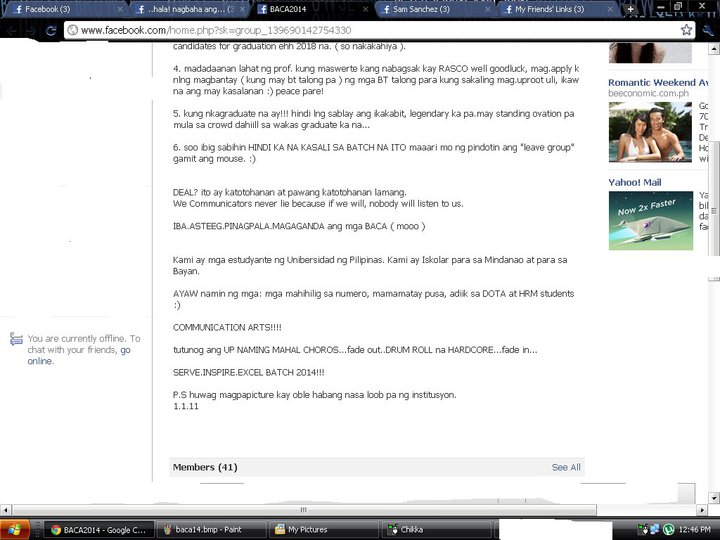 Facebook (3)
..hala! nagbaha ang... (3
BACA2014
Sam Sanchez (3)
My Friends' Links (3)
www.facebook.com/home.php?sk=group_139690142754330
candidates for graduation ehh 2018 na. ( so nakakahiya ).
4. madadaanan lahat ng prof. kung maswerte kang nabagsak kay RASCO well goodluck, mag.apply k
nlng magbantay ( kung may bt talong pa ) ng mga BT talong para kung sakaling mag.uproot uli, ikaw
na ang may kasalanan :) peace pare!
5. kung nkagraduate na ay!!! hindi lng sablay ang ikakabit, legendary ka pa.may standing ovation pa
mula sa crowd dahiill sa wakas graduate ka na...
6. soo ibig sabihin HINDI KA NA KASALI SA BATCH NA ITO maaari mo ng pindotin ang "leave group"
gamit ang mouse. :)
DEAL? ito ay katotohanan at pawang katotohanan lamang.
We Communicators never lie because if we will, nobody will listen to us.
IBA.ASTEEG.PINAGPALA.MAGAGANDA ang mga BACA ( mooo )
Kami ay mga estudyante ng Unibersidad ng Pilipinas. Kami ay Iskolar para sa Mindanao at para sa
Bayan.
AYAW namin ng mga: mga mahihilig sa numero, mamamatay pusa, adiik sa DOTA at HRM students
:)
COMMUNICATION ARTS!!!!
tutunog ang UP NAMING MAHAL CHOROS...fade out..DRUM ROLL na HARDCORE...fade in...
SERVE.INSPIRE.EXCEL BATCH 2014!!!
P.S huwag magpapicture kay oble habang nasa loob pa ng institusyon.
1.1.11
Members (41)
See All
You are currently offline. To
chat with your friends, go
online.
Romantic Weekend Av
beeconomic.com.ph
Go
70
Tr
De
Ho
wi
Yahoo! Mail
Now 2x Faster
Ya
bil
da
fac
BACA2014 - Google C...
baca14.bmp - Paint
My Pictures
Chikka
12:46 PM